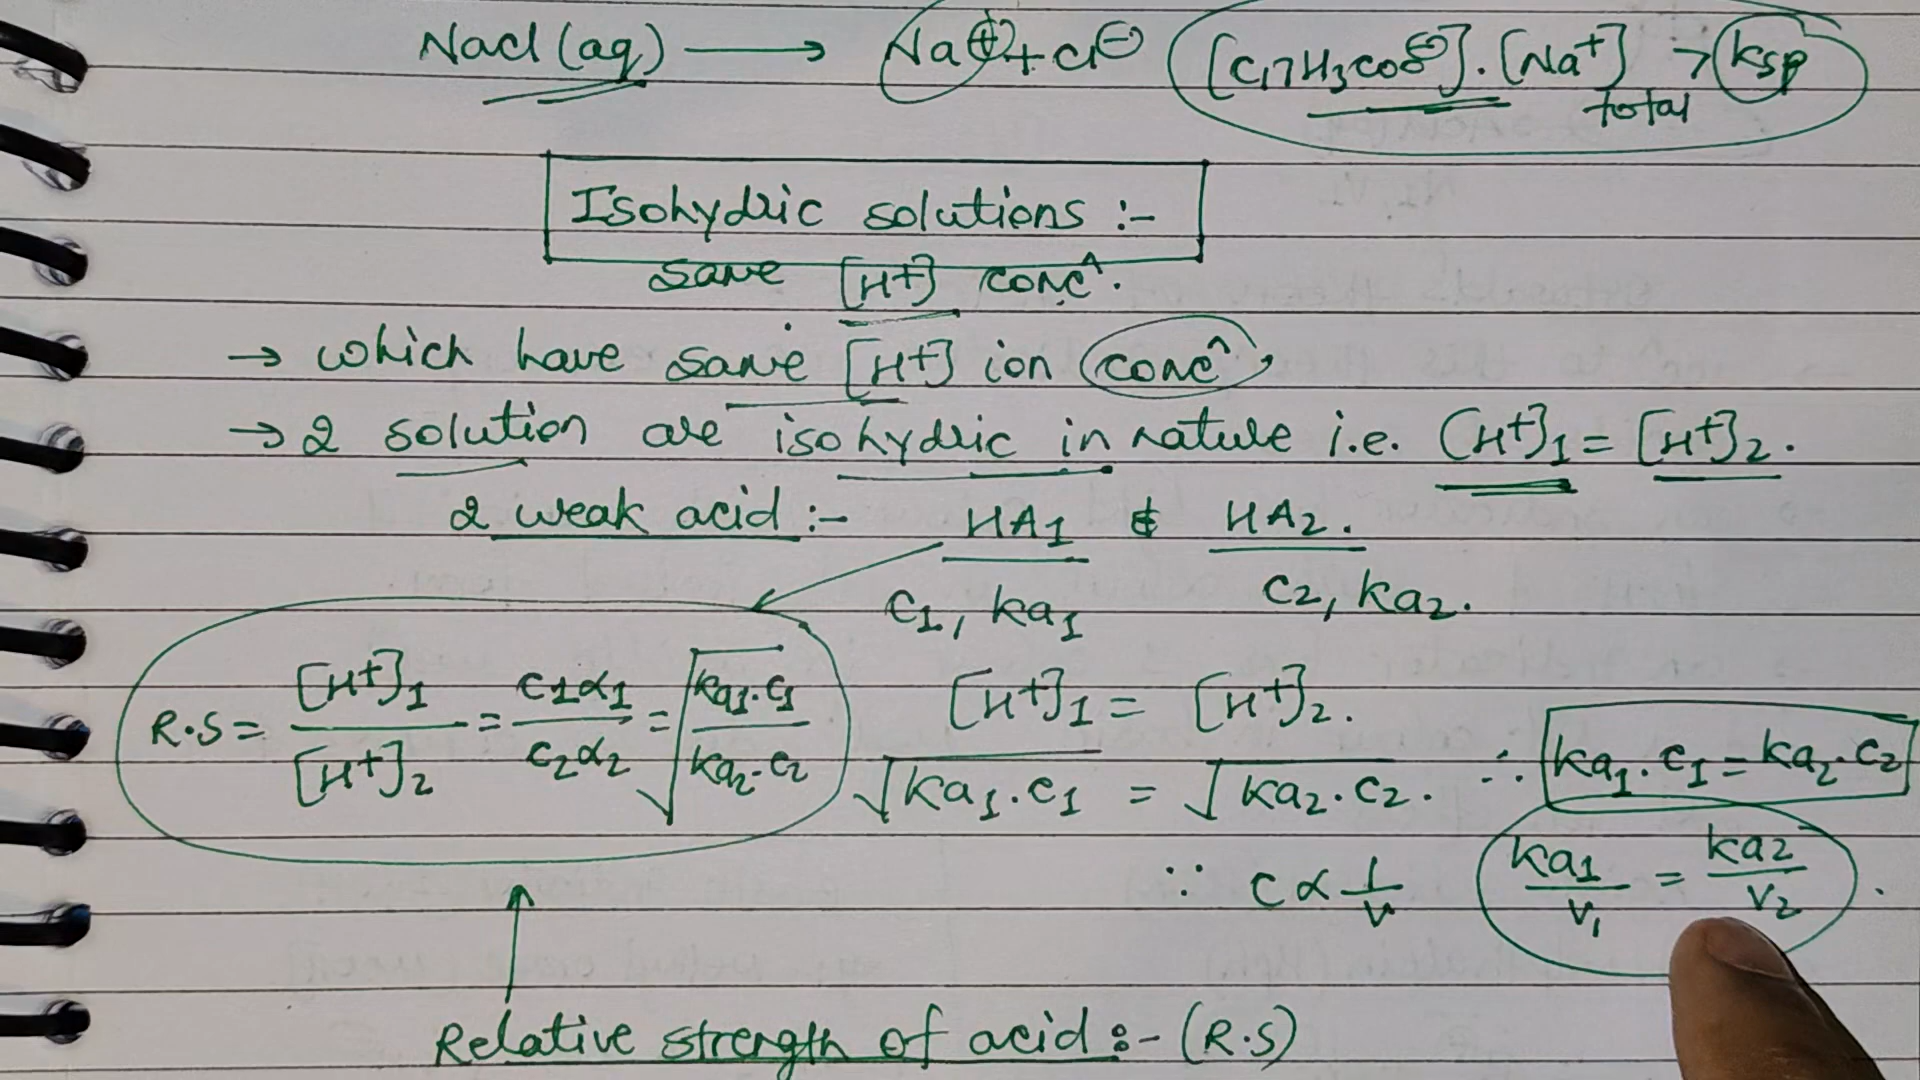 Nacl (aq) ⟶ Na⊕ + cl⊖ [C17H3COO⊖] . [Na+] total > ksp
Isohydric solutions :-
same [H+] concⁿ.
→ which have same [H+] ion concⁿ,
→ 2 solution are isohydric in nature i.e. [H+]1 = [H+]2.
2 weak acid :- HA1 & HA2.
c1, ka1 c2, ka2.
R.S = [H+]1/[H+]2 = c1α1/c2α2 = √(ka1.c1/ka2.c2)
[H+]1 = [H+]2.
√ka1.c1 = √ka2.c2. ∴ ka1.c1 = ka2.c2
∵ c ∝ 1/v ka1/v1 = ka2/v2.
Relative strength of acid :- (R.S)